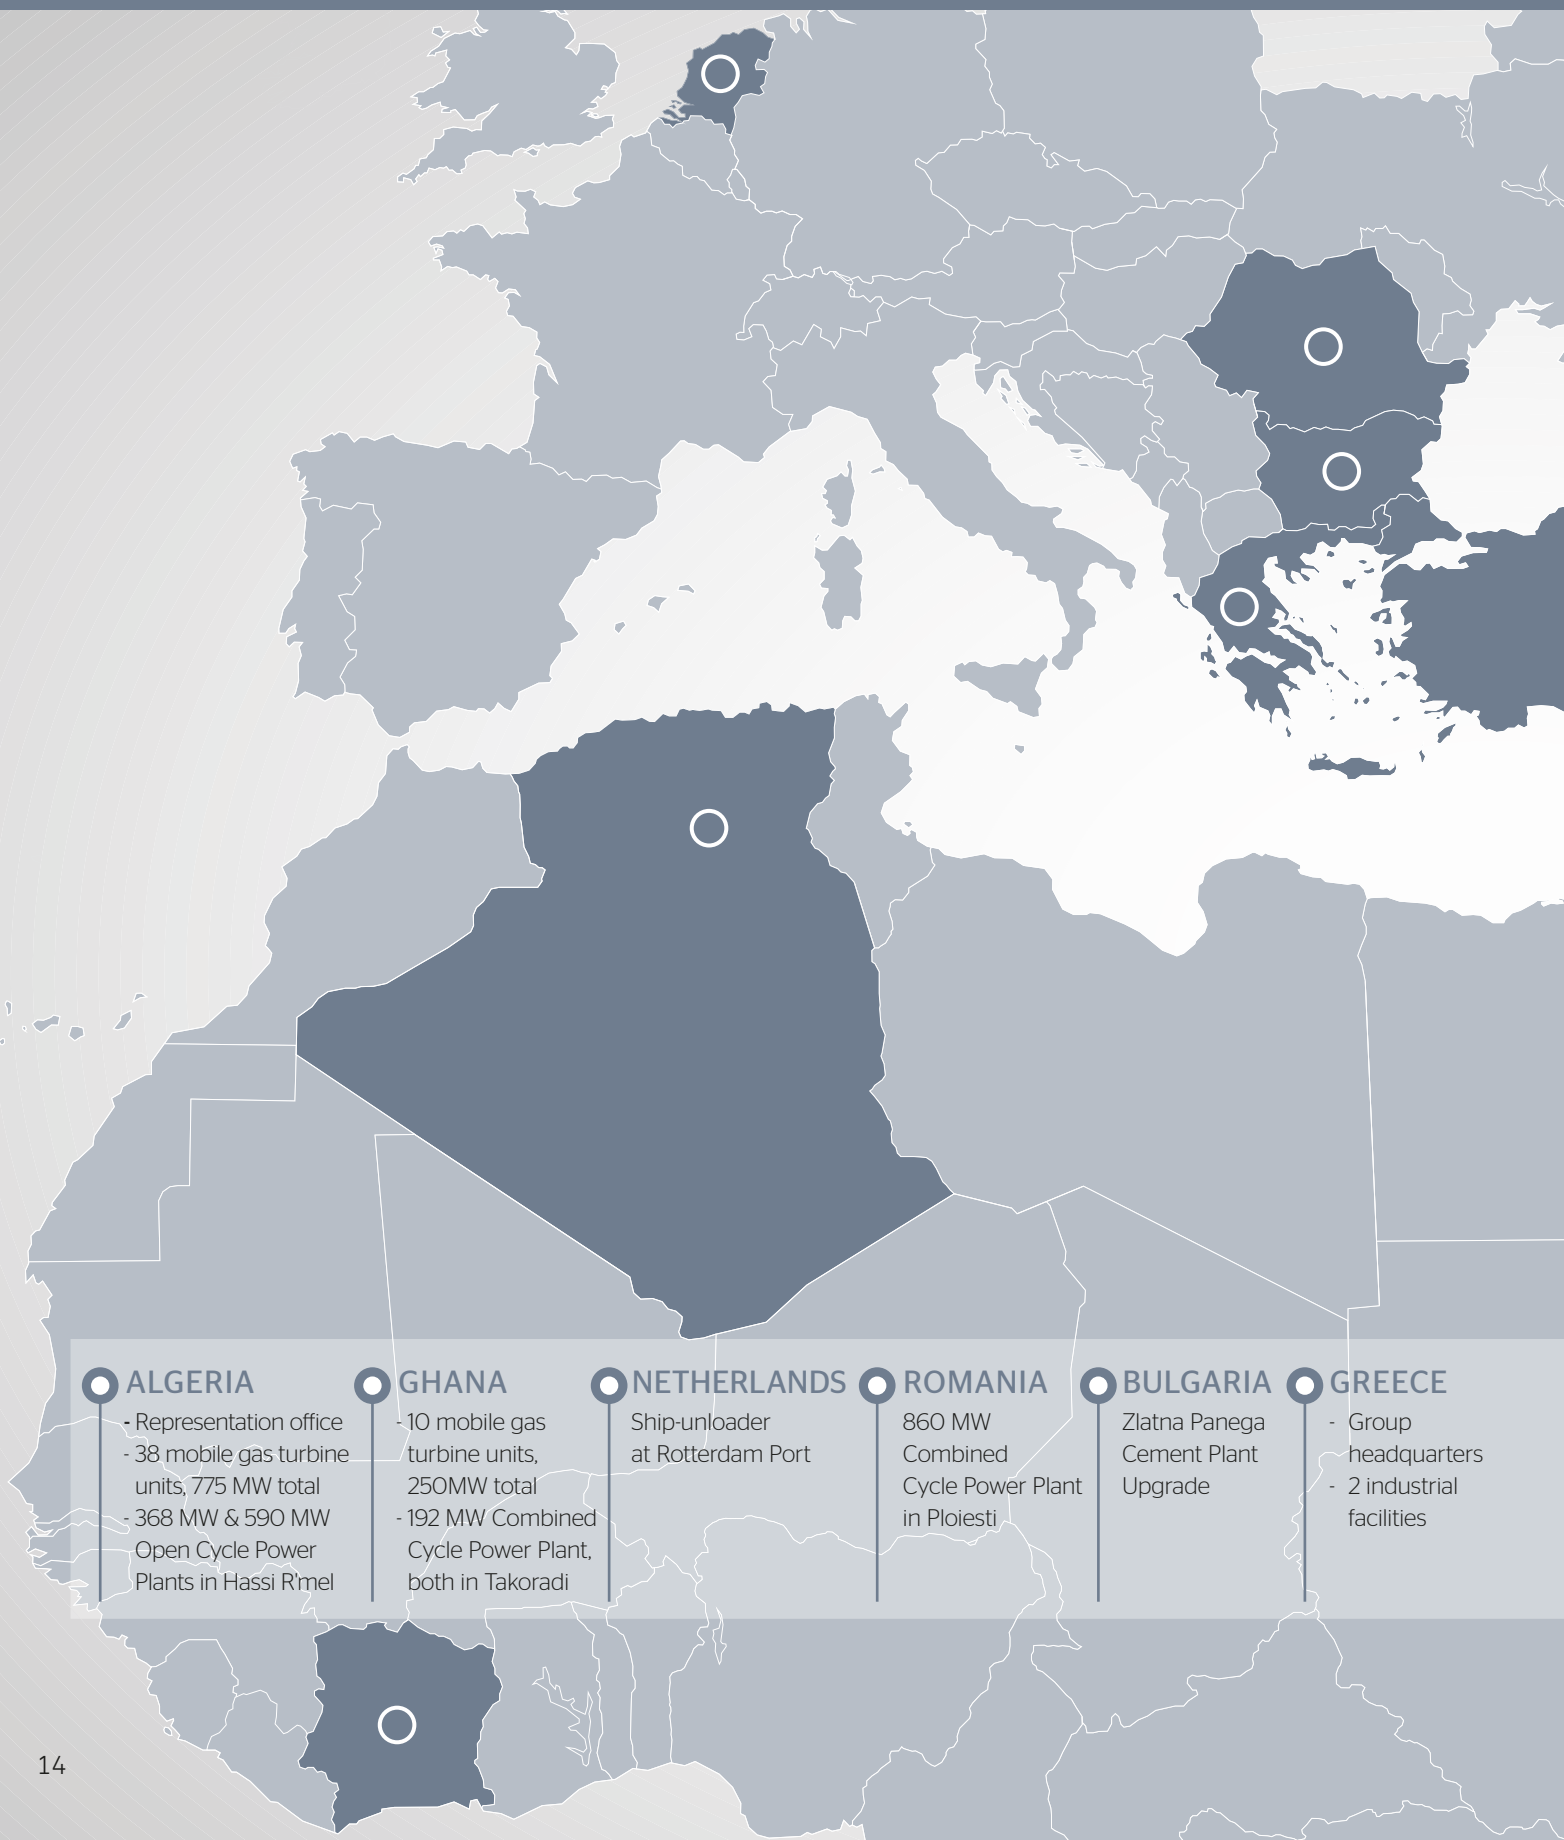 ALGERIA
- Representation office
- 38 mobile gas turbine
units, 775 MW total
- 368 MW & 590 MW
Open Cycle Power
Plants in Hassi R'mel
GHANA
- 10 mobile gas
turbine units,
250MW total
- 192 MW Combined
Cycle Power Plant,
both in Takoradi
NETHERLANDS
Ship-unloader
at Rotterdam Port
ROMANIA
860 MW
Combined
Cycle Power Plant
in Ploiesti
BULGARIA
Zlatna Panega
Cement Plant
Upgrade
GREECE
- Group
headquarters
- 2 industrial
facilities
14